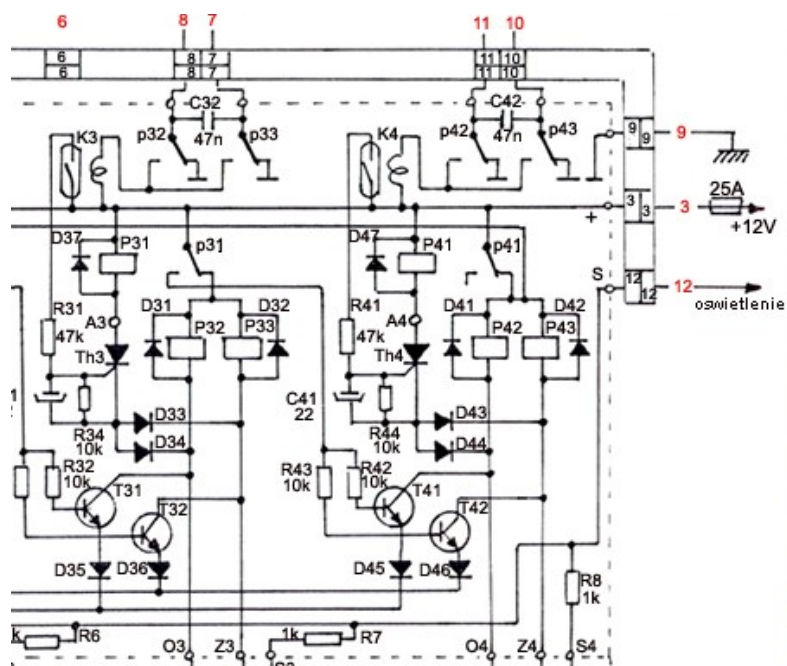 6 8 7 11 10
6 8 7 11 10
6 8 7 11 10
C32 C42
K3 p32 47n p33 K4 p42 47n p43
9 9 9
25A
3 3 3
+ +12V
D37 P31 p31 D47 P41 p41
S 12 12 12
oswietlenie
R31 A3 D31 D32 R41 A4 D41 D42
47k P32 P33 47k P42 P43
Th3 Th4
C41
22
D33 D43
R34 D34 R44 D44
10k 10k
R32 R43 R42
10k T31 10k 10k T41
T32 T42
D35 D36 D45 D46
R8
1k
k R6 1k R7
O3 Z3 O4 Z4 S4